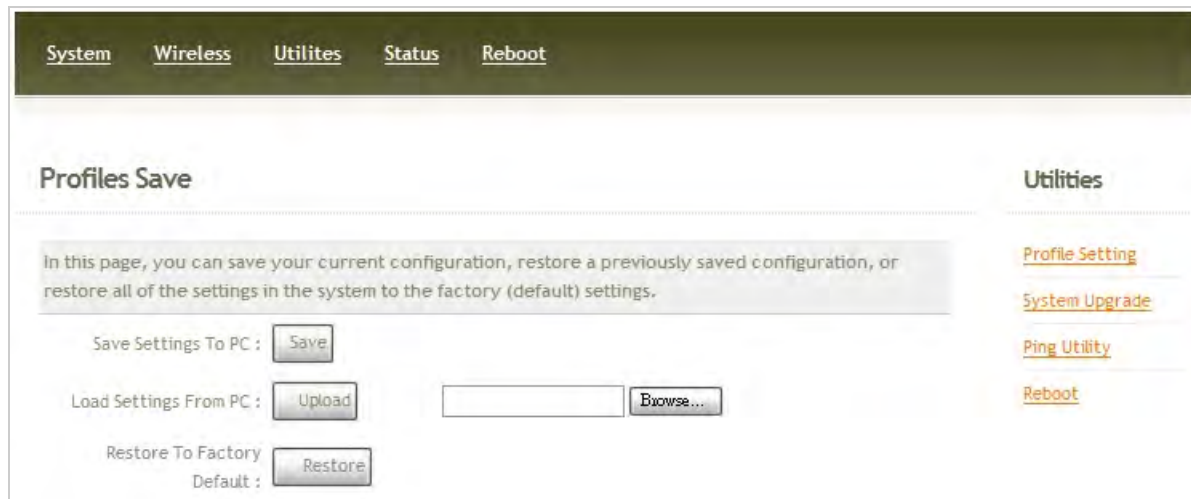 System Wireless Utilites Status Reboot
Profiles Save
In this page, you can save your current configuration, restore a previously saved configuration, or
restore all of the settings in the system to the factory (default) settings.
Save Settings To PC : Save
Load Settings From PC : Upload Browse...
Restore To Factory
Default : Restore
Utilities
Profile Setting
System Upgrade
Ping Utility
Reboot